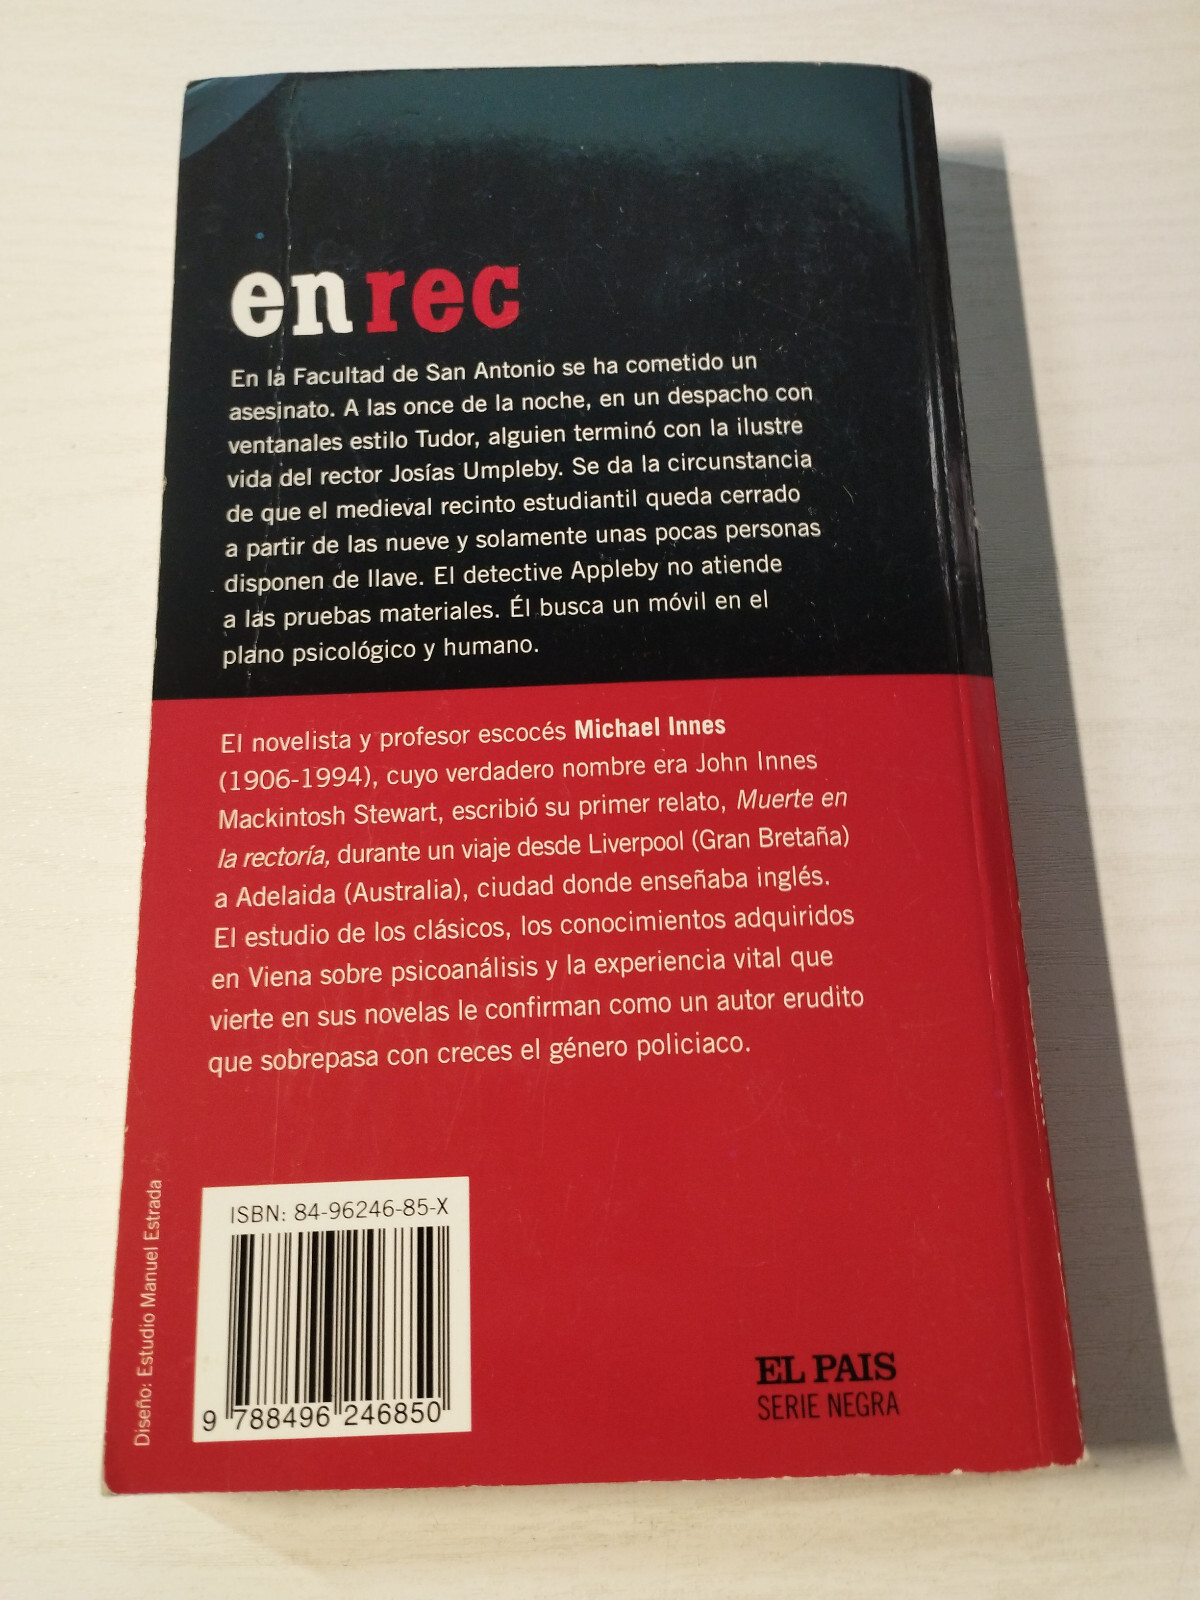 en rec
En la Facultad de San Antonio se ha cometido un
asesinato. A las once de la noche, en un despacho con
ventanales estilo Tudor, alguien terminó con la ilustre
vida del rector Josías Umpleby. Se da la circunstancia
de que el medieval recinto estudiantil queda cerrado
a partir de las nueve y solamente unas pocas personas
disponen de llave. El detective Appleby no atiende
a las pruebas materiales. Él busca un móvil en el
plano psicológico y humano.
El novelista y profesor escocés Michael Innes
(1906-1994), cuyo verdadero nombre era John Innes
Mackintosh Stewart, escribió su primer relato, Muerte en
la rectoría, durante un viaje desde Liverpool (Gran Bretaña)
a Adelaida (Australia), ciudad donde enseñaba inglés.
El estudio de los clásicos, los conocimientos adquiridos
en Viena sobre psicoanálisis y la experiencia vital que
vierte en sus novelas le confirman como un autor erudito
que sobrepasa con creces el género policiaco.
Diseño: Estudio Manuel Estrada
ISBN: 84-96246-85-X
9 788496 246850
EL PAIS
SERIE NEGRA